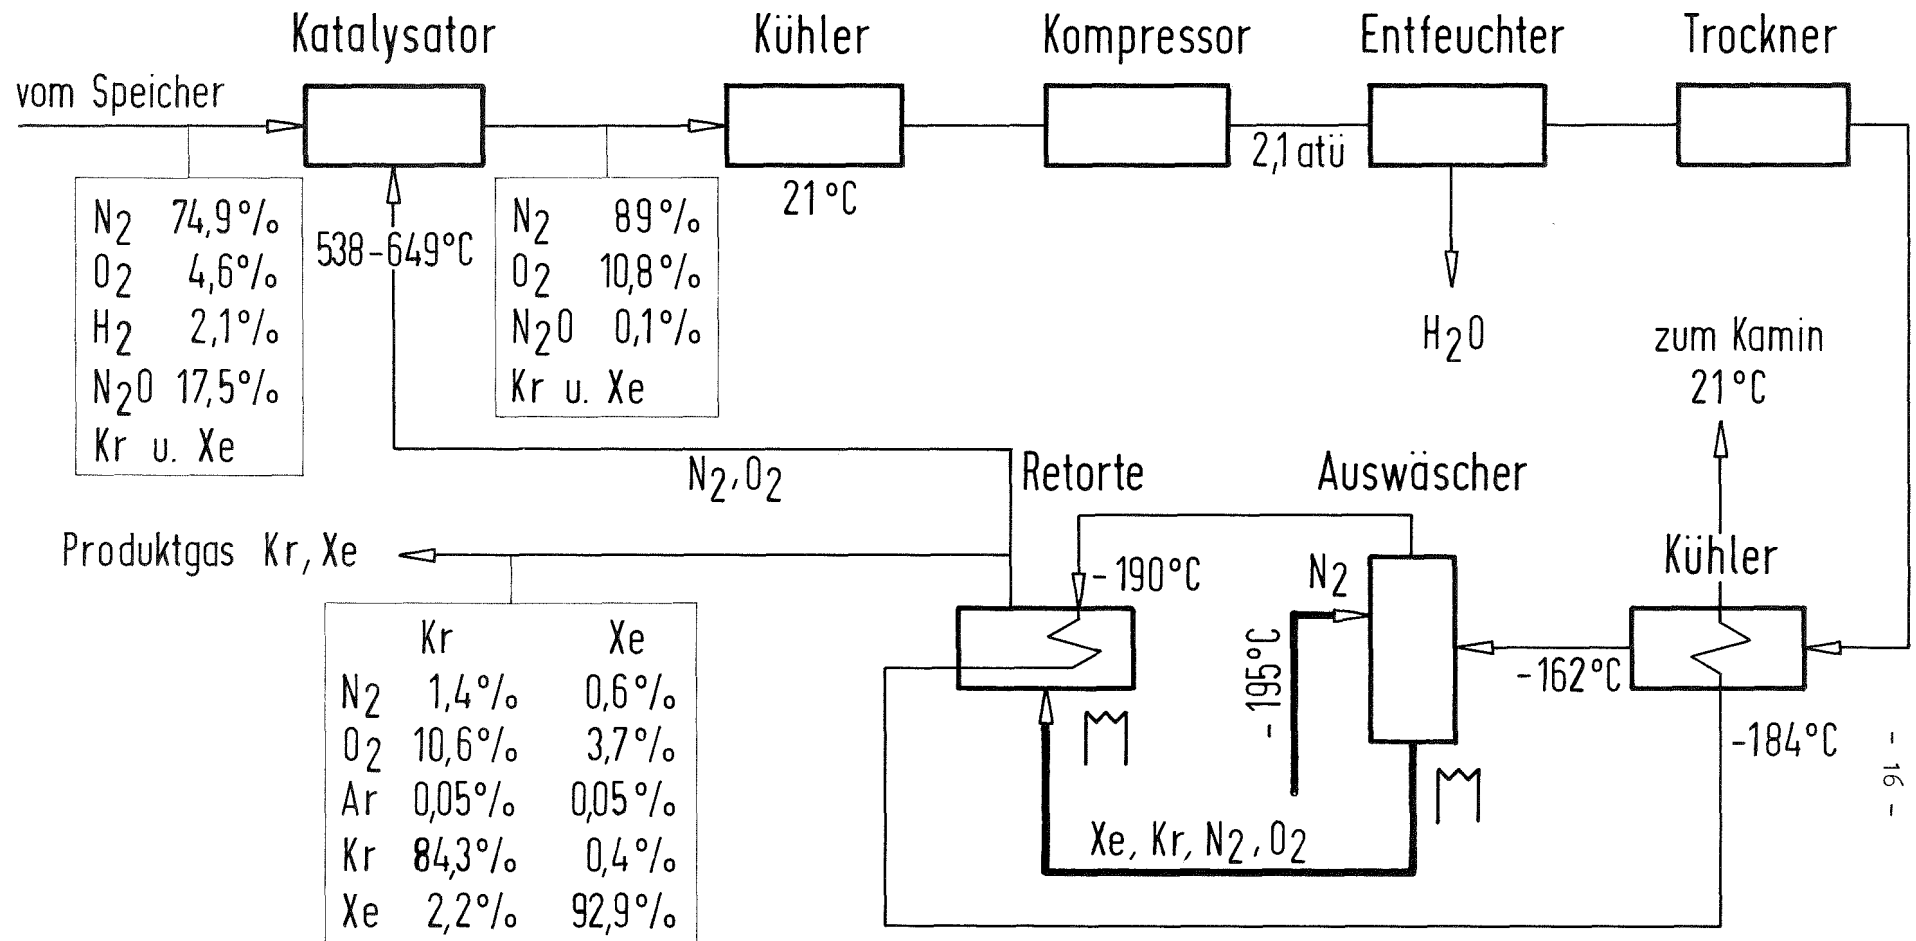 Katalysator
Kühler
Kompressor
Entfeuchter
Trockner
vom Speicher
2,1 atü
21°C
N2 74,9%
O2 4,6%
H2 2,1%
N2O 17,5%
Kr u. Xe
538-649°C
N2 89%
O2 10,8%
N2O 0,1%
Kr u. Xe
H2O
zum Kamin
21°C
N2,O2
Retorte
Auswäscher
Kühler
Produktgas Kr, Xe
-190°C
N2
-195°C
-162°C
-184°C
Kr Xe
N2 1,4% 0,6%
O2 10,6% 3,7%
Ar 0,05% 0,05%
Kr 84,3% 0,4%
Xe 2,2% 92,9%
Xe, Kr, N2, O2
- 16 -